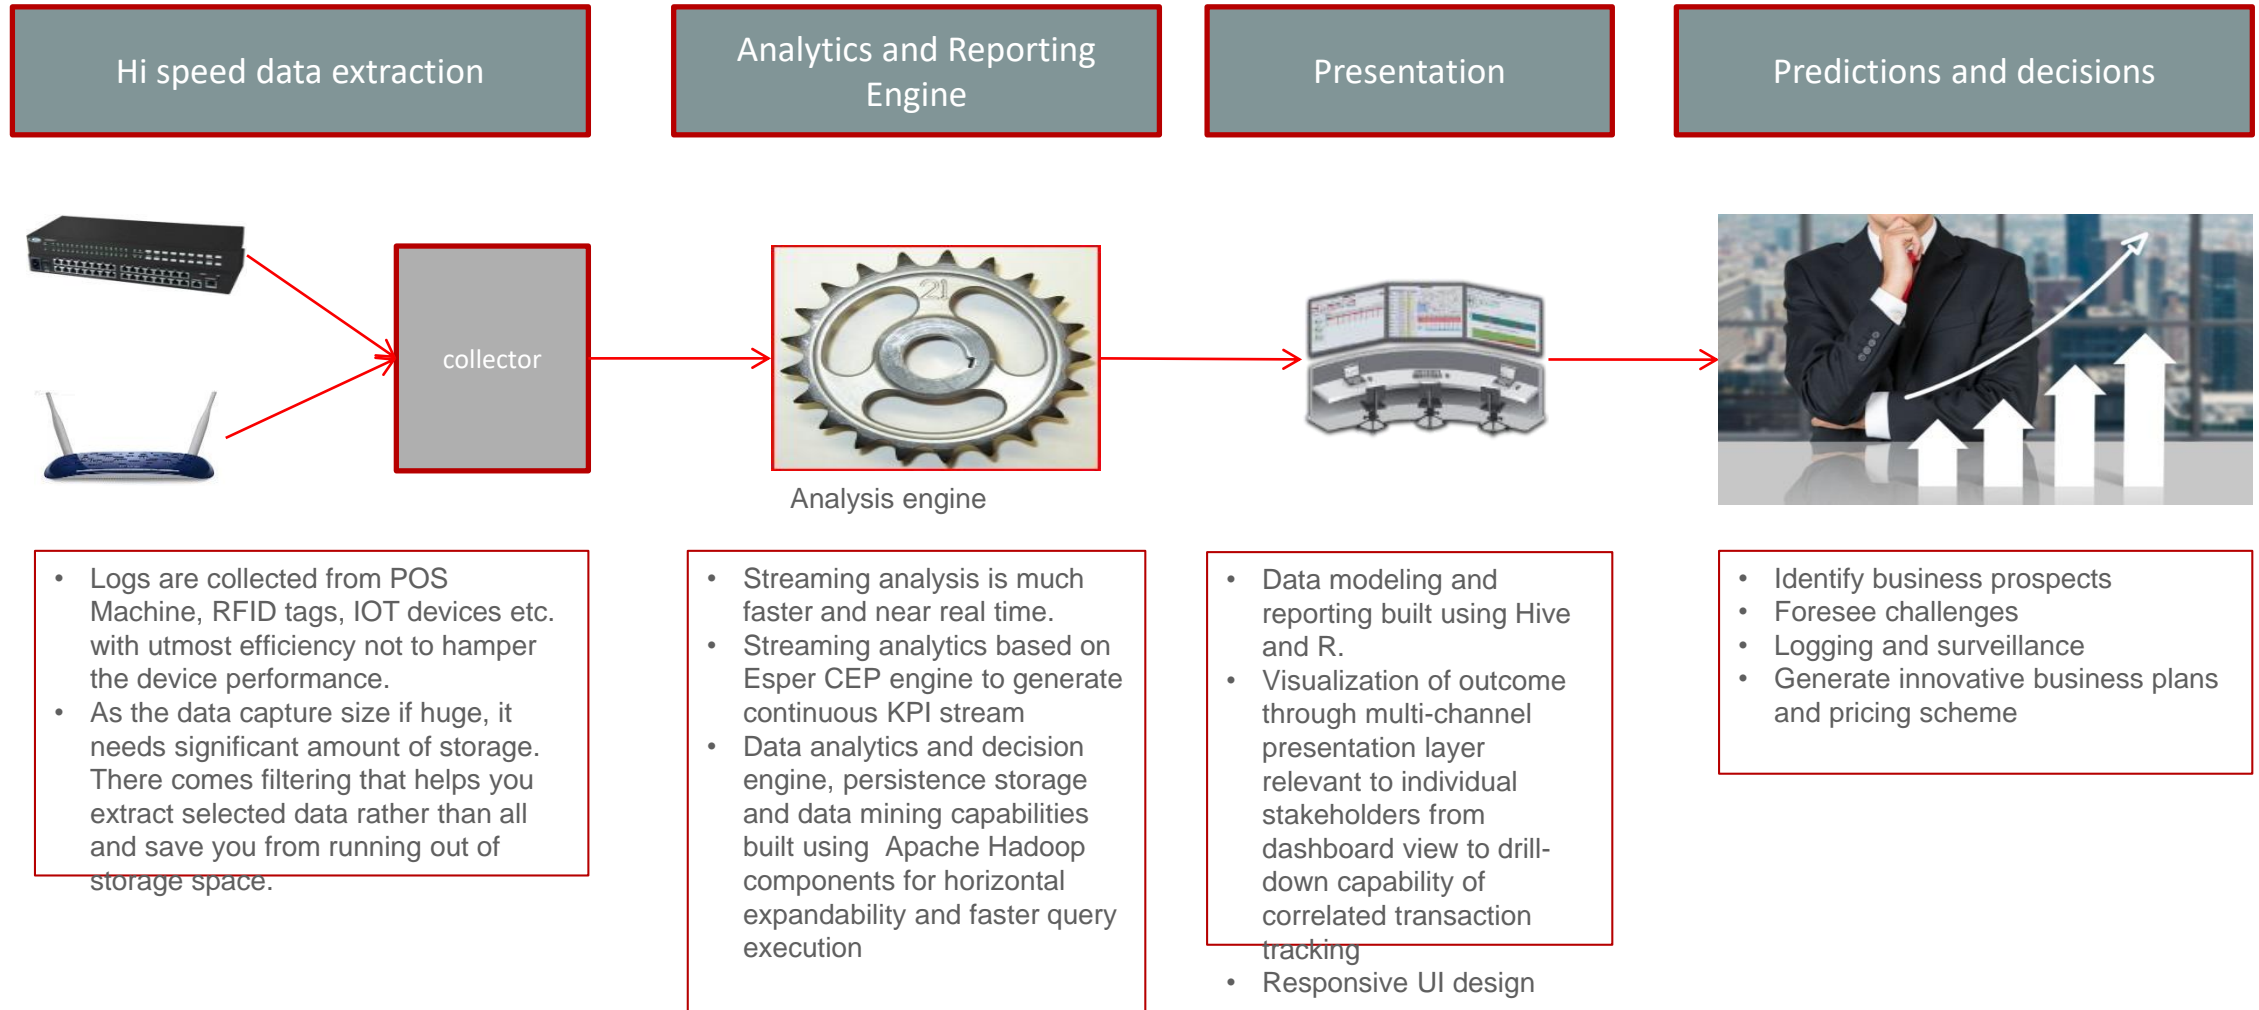 Hi speed data extraction
Analytics and Reporting
Engine
Presentation
Predictions and decisions
collector
21
Analysis engine
• Logs are collected from POS
Machine, RFID tags, IOT devices etc.
with utmost efficiency not to hamper
the device performance.
• As the data capture size if huge, it
needs significant amount of storage.
There comes filtering that helps you
extract selected data rather than all
and save you from running out of
storage space.
• Streaming analysis is much
faster and near real time.
• Streaming analytics based on
Esper CEP engine to generate
continuous KPI stream
• Data analytics and decision
engine, persistence storage
and data mining capabilities
built using  Apache Hadoop
components for horizontal
expandability and faster query
execution
• Data modeling and
reporting built using Hive
and R.
• Visualization of outcome
through multi-channel
presentation layer
relevant to individual
stakeholders from
dashboard view to drill-
down capability of
correlated transaction
tracking
• Responsive UI design
• Identify business prospects
• Foresee challenges
• Logging and surveillance
• Generate innovative business plans
and pricing scheme